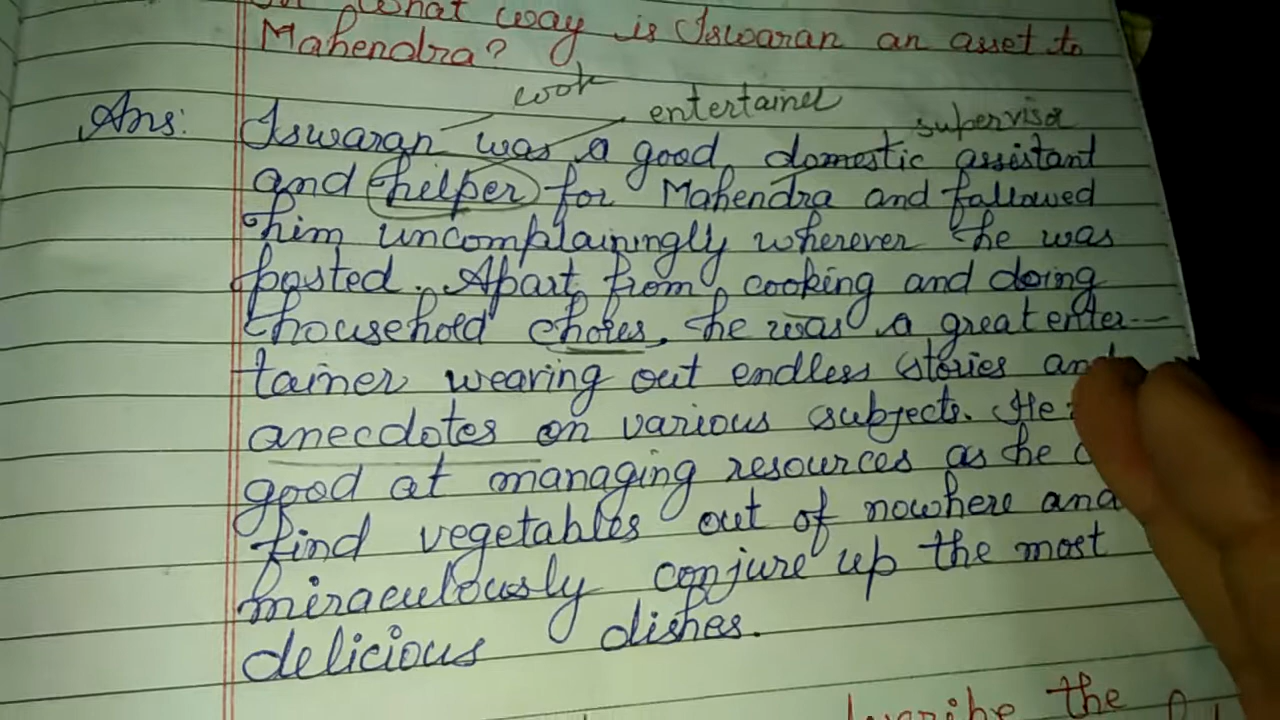 What way is Iswaran an asset to
Mahendra?
cook entertainer supervisor
Ans: Iswaran was a good domestic assistant
and helper for Mahendra and followed
him uncomplainingly wherever he was
posted. Apart from cooking and doing
household chores, he was a great enter-
tainer wearing out endless stories and
anecdotes on various subjects. He
good at managing resources as he
find vegetables out of nowhere and
miraculously conjure up the most
delicious dishes.
the